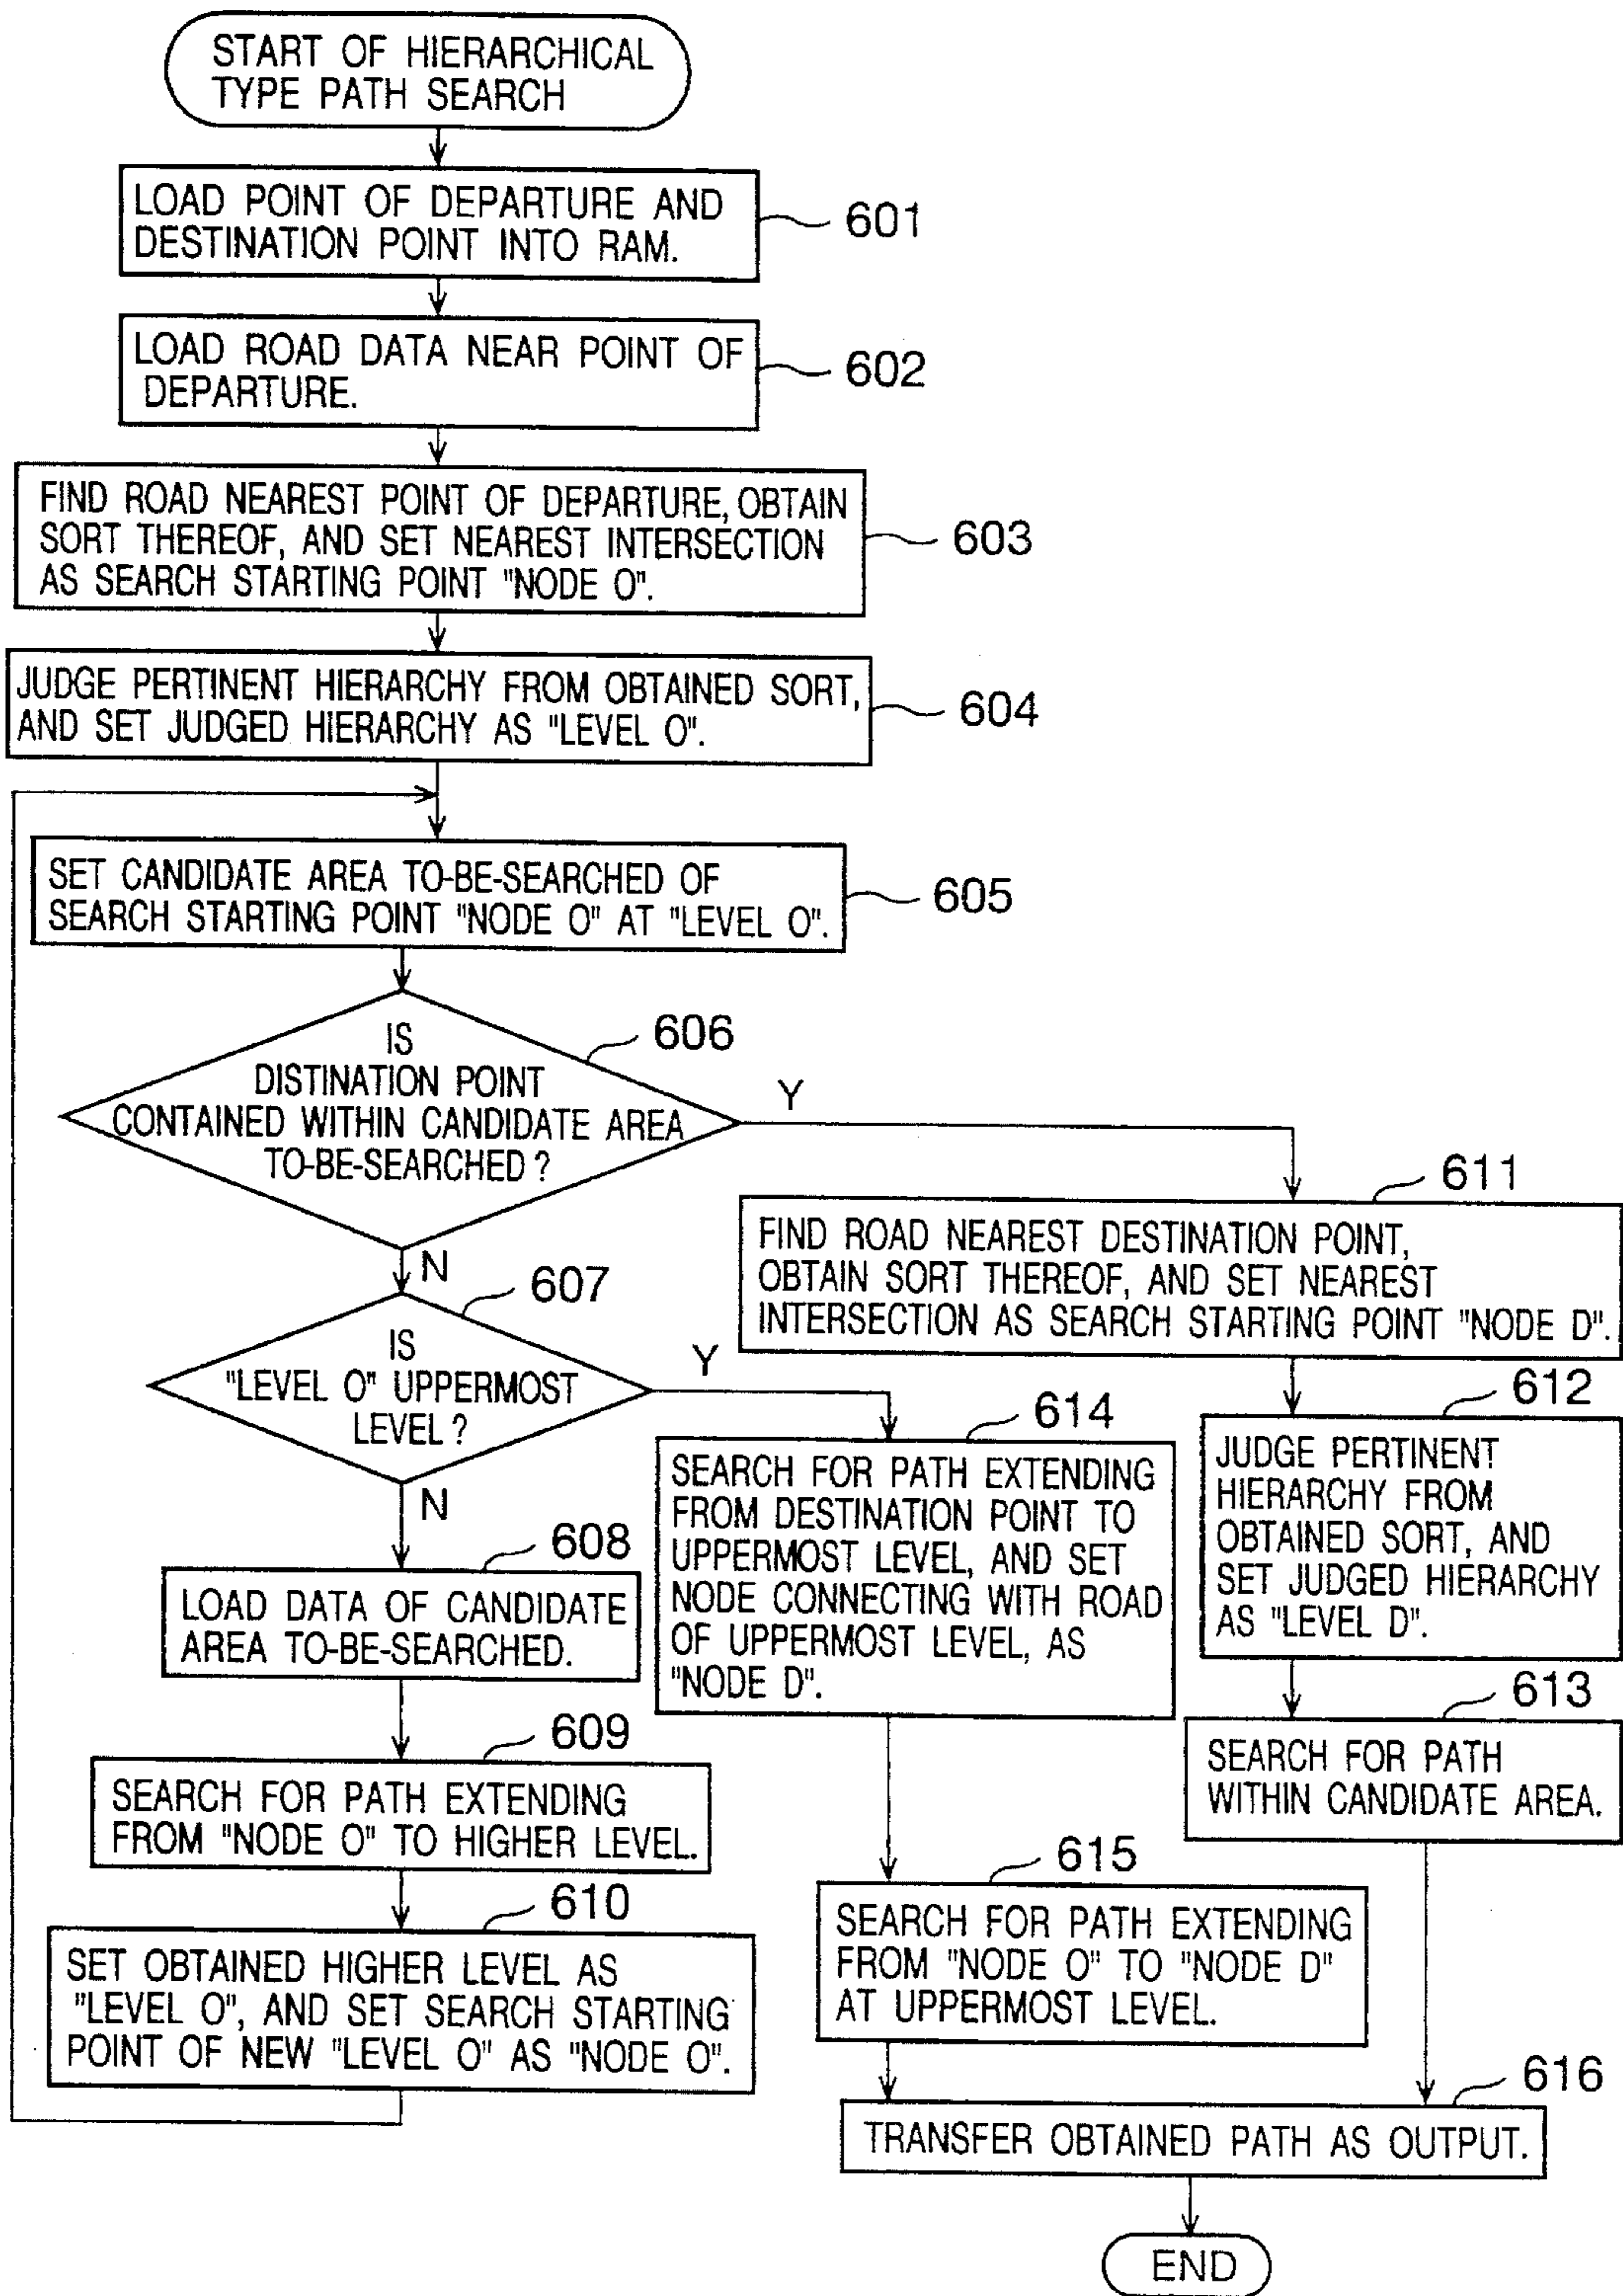 START OF HIERARCHICAL
TYPE PATH SEARCH
LOAD POINT OF DEPARTURE AND
DESTINATION POINT INTO RAM.
601
LOAD ROAD DATA NEAR POINT OF
DEPARTURE.
602
FIND ROAD NEAREST POINT OF DEPARTURE, OBTAIN
SORT THEREOF, AND SET NEAREST INTERSECTION
AS SEARCH STARTING POINT "NODE O".
603
JUDGE PERTINENT HIERARCHY FROM OBTAINED SORT,
AND SET JUDGED HIERARCHY AS "LEVEL O".
604
SET CANDIDATE AREA TO-BE-SEARCHED OF
SEARCH STARTING POINT "NODE O" AT "LEVEL O".
605
IS
DISTINATION POINT
CONTAINED WITHIN CANDIDATE AREA
TO-BE-SEARCHED?
606
Y
N
IS
"LEVEL O" UPPERMOST
LEVEL?
607
Y
N
LOAD DATA OF CANDIDATE
AREA TO-BE-SEARCHED.
608
SEARCH FOR PATH EXTENDING
FROM "NODE O" TO HIGHER LEVEL.
609
SET OBTAINED HIGHER LEVEL AS
"LEVEL O", AND SET SEARCH STARTING
POINT OF NEW "LEVEL O" AS "NODE O".
610
611
FIND ROAD NEAREST DESTINATION POINT,
OBTAIN SORT THEREOF, AND SET NEAREST
INTERSECTION AS SEARCH STARTING POINT "NODE D".
612
JUDGE PERTINENT
HIERARCHY FROM
OBTAINED SORT, AND
SET JUDGED HIERARCHY
AS "LEVEL D".
613
SEARCH FOR PATH
WITHIN CANDIDATE AREA.
614
SEARCH FOR PATH EXTENDING
FROM DESTINATION POINT TO
UPPERMOST LEVEL, AND SET
NODE CONNECTING WITH ROAD
OF UPPERMOST LEVEL, AS
"NODE D".
615
SEARCH FOR PATH EXTENDING
FROM "NODE O" TO "NODE D"
AT UPPERMOST LEVEL.
616
TRANSFER OBTAINED PATH AS OUTPUT.
END